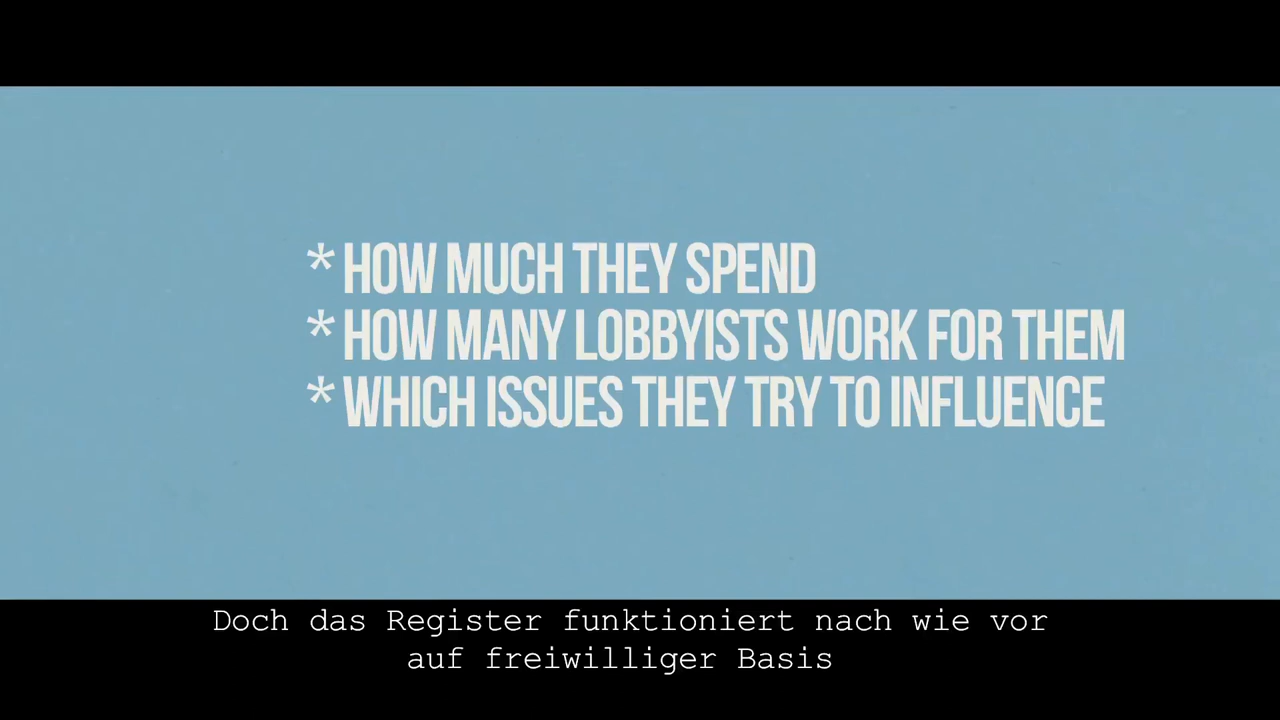 * HOW MUCH THEY SPEND
* HOW MANY LOBBYISTS WORK FOR THEM
* WHICH ISSUES THEY TRY TO INFLUENCE
Doch das Register funktioniert nach wie vor
auf freiwilliger Basis